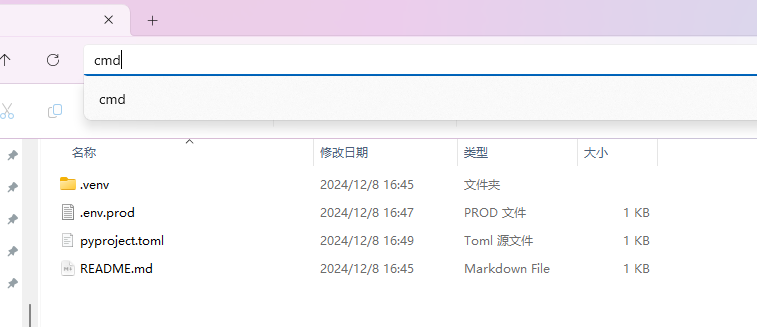 cmd
cmd
名称 修改日期 类型 大小
.venv 2024/12/8 16:45 文件夹
.env.prod 2024/12/8 16:47 PROD 文件 1 KB
pyproject.toml 2024/12/8 16:49 Toml 源文件 1 KB
README.md 2024/12/8 16:45 Markdown File 1 KB